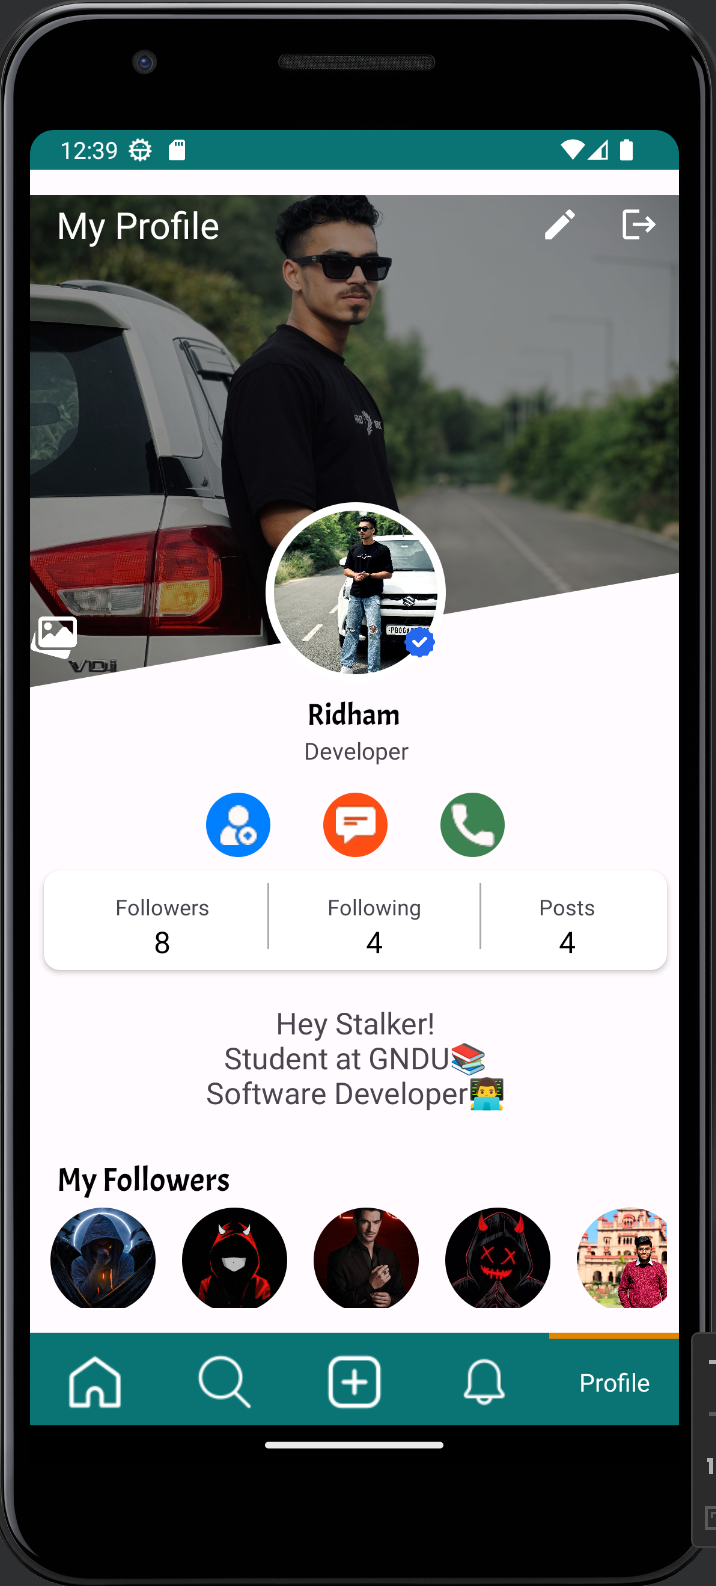 12:39
My Profile
VDi
Ridham
Developer
Followers
Following
Posts
8
4
4
Hey Stalker!
Student at GNDU📚
Software Developer👨‍💻
My Followers
Profile